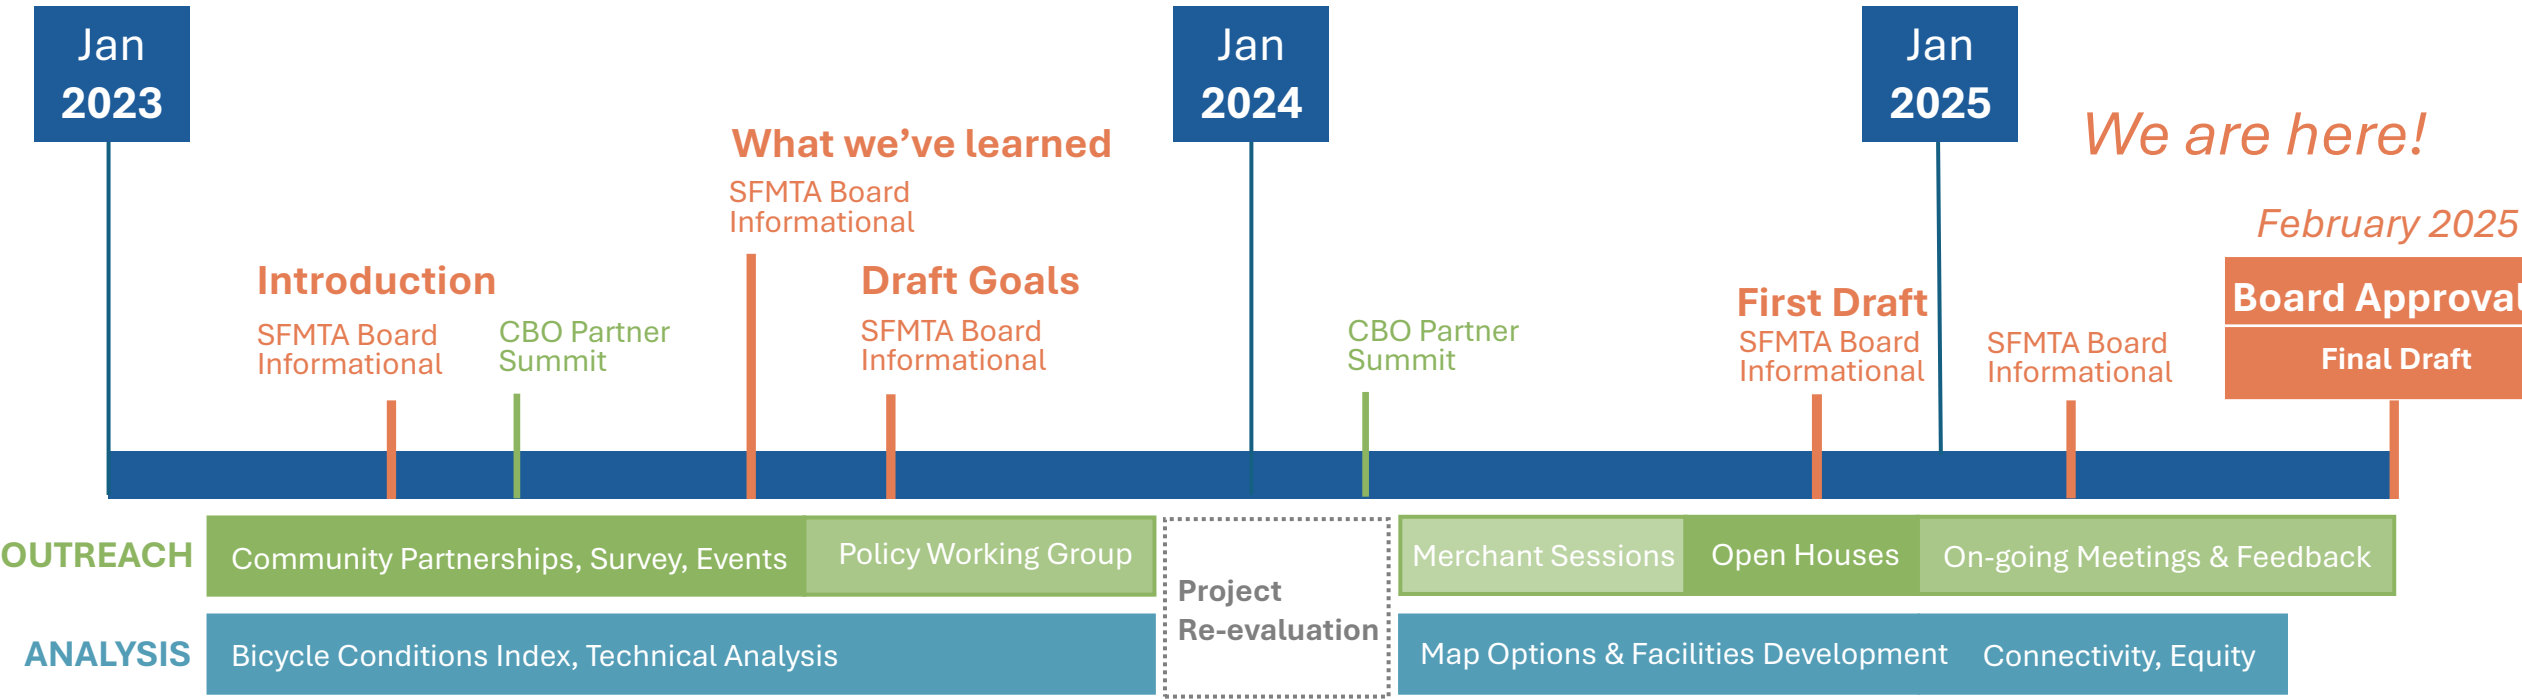 Jan
2023
Jan
2024
Jan
2025
We are here!
What we’ve learned
SFMTA Board
Informational
February 2025
Introduction
SFMTA Board
Informational
CBO Partner
Summit
Draft Goals
SFMTA Board
Informational
CBO Partner
Summit
First Draft
SFMTA Board
Informational
SFMTA Board
Informational
Board Approval
Final Draft
OUTREACH
Community Partnerships, Survey, Events
Policy Working Group
Project
Re-evaluation
Merchant Sessions
Open Houses
On-going Meetings & Feedback
ANALYSIS
Bicycle Conditions Index, Technical Analysis
Map Options & Facilities Development
Connectivity, Equity